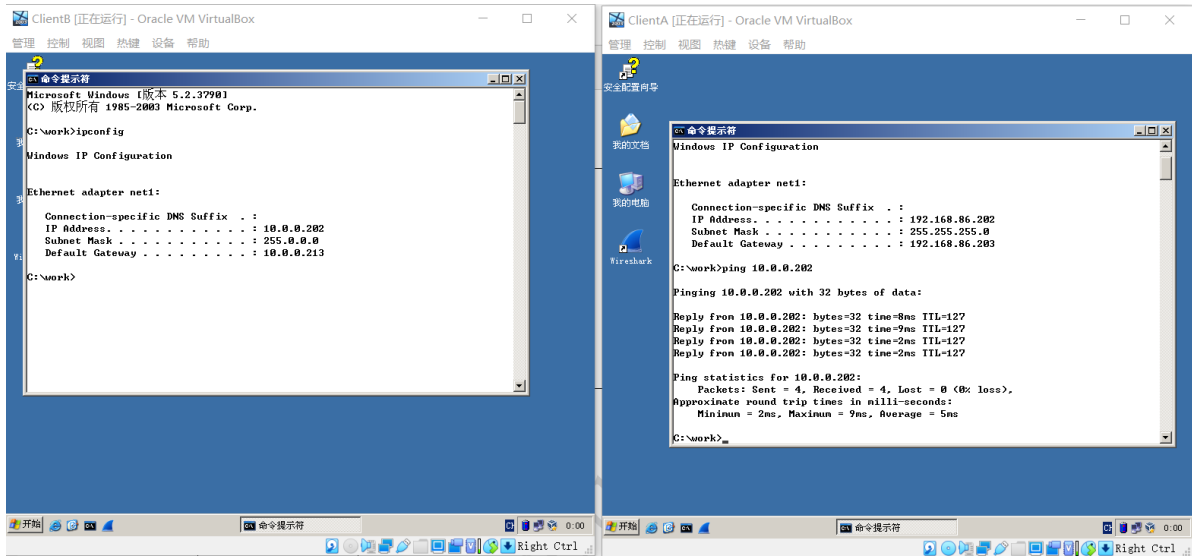 ClientB [正在运行] - Oracle VM VirtualBox
管理 控制 视图 热键 设备 帮助
安全
命令提示符
Microsoft Windows [版本 5.2.3790]
(C) 版权所有 1985-2003 Microsoft Corp.
C:\work>ipconfig
我
Windows IP Configuration
Ethernet adapter net1:
我
Connection-specific DNS Suffix  . :
IP Address. . . . . . . . . . . . : 10.0.0.202
Subnet Mask . . . . . . . . . . . : 255.0.0.0
Default Gateway . . . . . . . . . : 10.0.0.213
Wi
C:\work>
开始
命令提示符
0:00
Right Ctrl
ClientA [正在运行] - Oracle VM VirtualBox
管理 控制 视图 热键 设备 帮助
安全配置向导
我的文档
我的电脑
Wireshark
命令提示符
Windows IP Configuration
Ethernet adapter net1:
Connection-specific DNS Suffix  . :
IP Address. . . . . . . . . . . . : 192.168.86.202
Subnet Mask . . . . . . . . . . . : 255.255.255.0
Default Gateway . . . . . . . . . : 192.168.86.203
C:\work>ping 10.0.0.202
Pinging 10.0.0.202 with 32 bytes of data:
Reply from 10.0.0.202: bytes=32 time=8ms TTL=127
Reply from 10.0.0.202: bytes=32 time=9ms TTL=127
Reply from 10.0.0.202: bytes=32 time=2ms TTL=127
Reply from 10.0.0.202: bytes=32 time=2ms TTL=127
Ping statistics for 10.0.0.202:
Packets: Sent = 4, Received = 4, Lost = 0 (0% loss),
Approximate round trip times in milli-seconds:
Minimum = 2ms, Maximum = 9ms, Average = 5ms
C:\work>_
开始
命令提示符
0:00
Right Ctrl